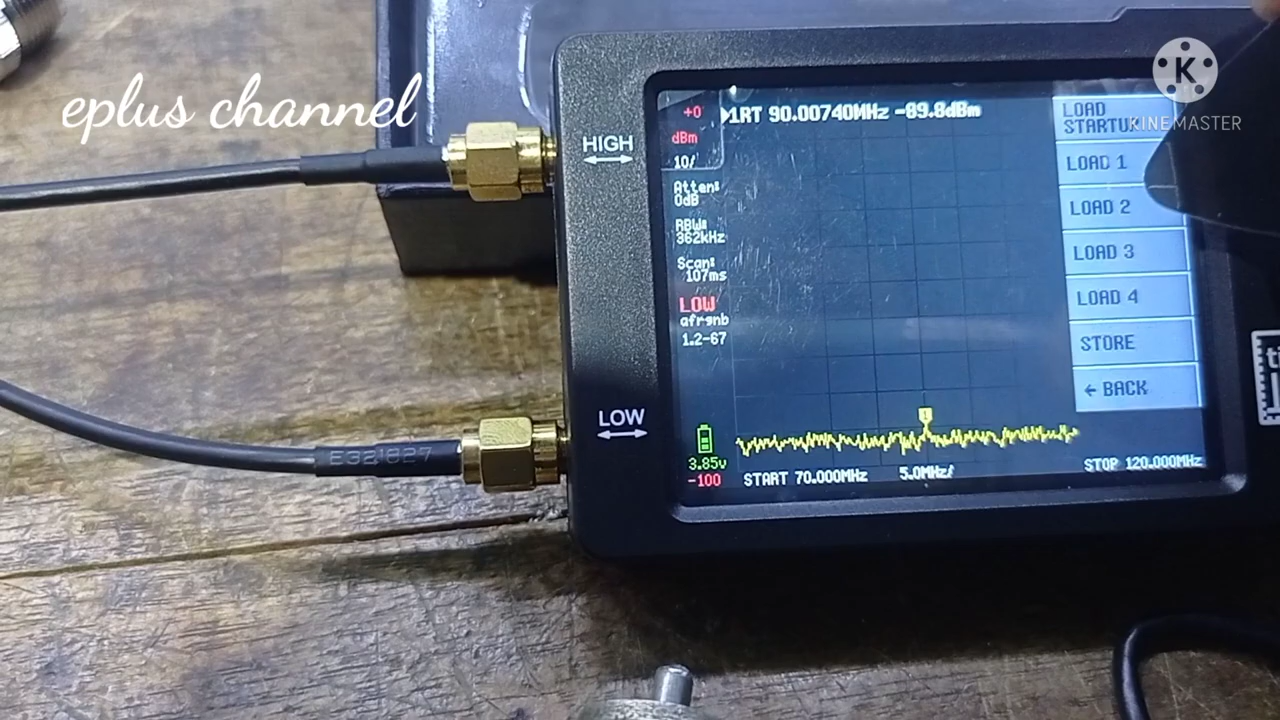 eplus channel
KINEMASTER
K
HIGH
LOW
+0
dBm
10/
Atten:
0dB
RBW:
362kHz
Scan:
107ms
LOW
afrgnb
1.2-67
3.85v
-100
1RT 90.00740MHz -89.8dBm
1
START 70.000MHz 5.0MHz/ STOP 120.000MHz
LOAD
STARTUP
LOAD 1
LOAD 2
LOAD 3
LOAD 4
STORE
← BACK
E321827